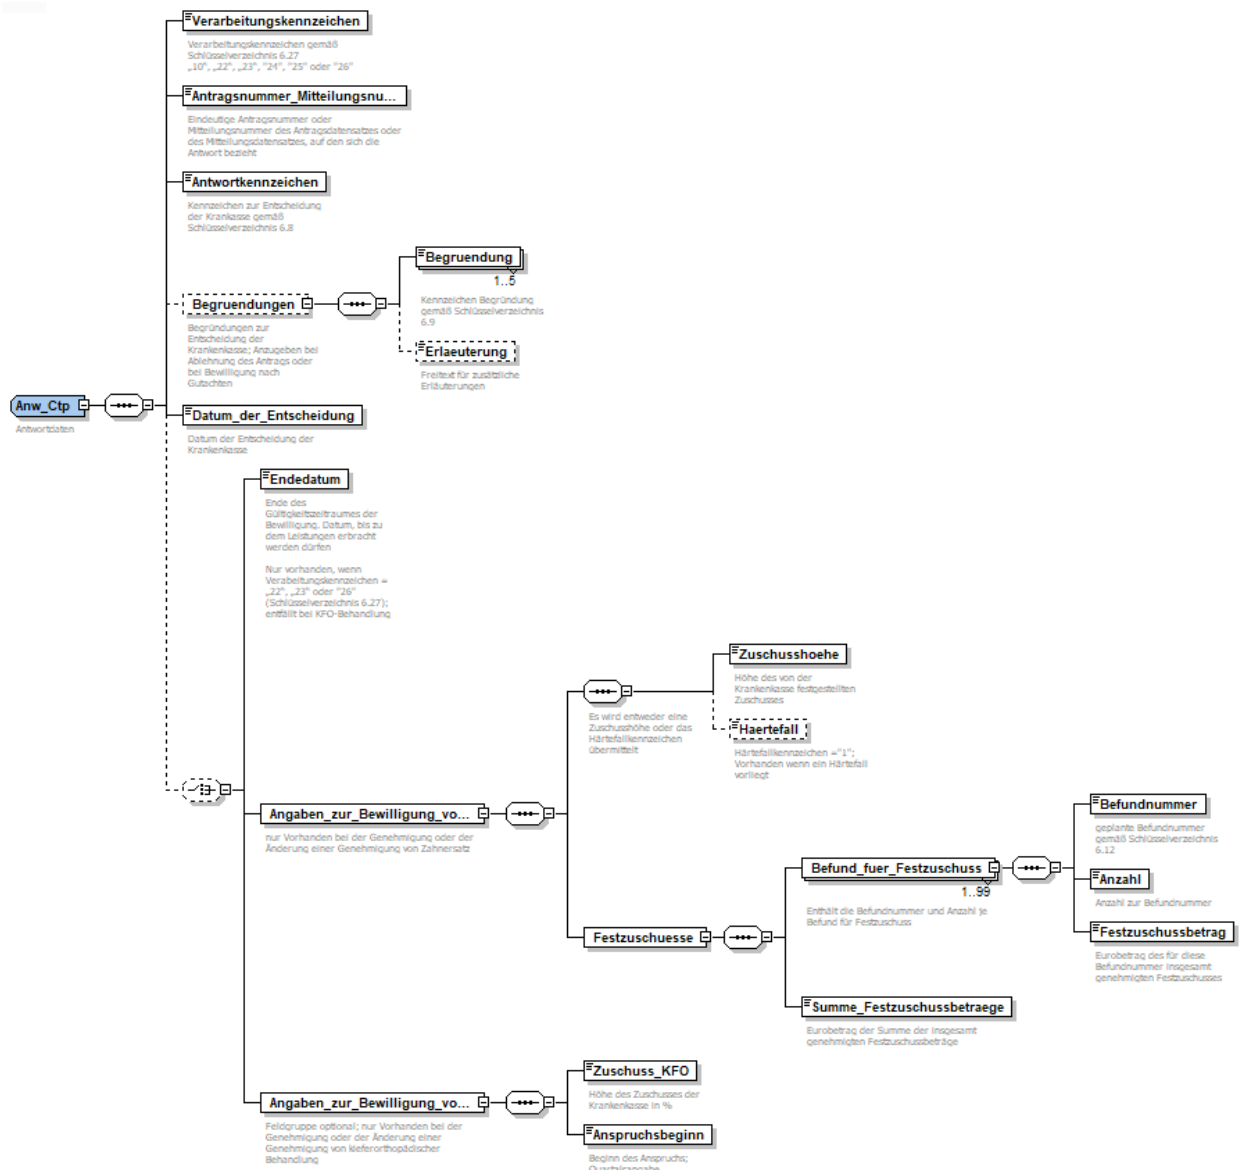 Verarbeitungskennzeichen
Verarbeitungskennzeichen gemäß
Schlüsselverzeichnis 6.27
„10“, „22“, „23“, "24", "25" oder "26"
Antragsnummer_Mitteilungsnu...
Eindeutige Antragsnummer oder
Mitteilungsnummer des Antragsdatensatzes oder
des Mitteilungsdatensatzes, auf den sich die
Antwort bezieht
Antwortkennzeichen
Kennzeichen zur Entscheidung
der Krankasse gemäß
Schlüsselverzeichnis 6.8
Begruendung
1..5
Kennzeichen Begründung
gemäß Schlüsselverzeichnis
6.9
Begruendungen
Begründungen zur
Entscheidung der
Krankenkasse; Anzugeben bei
Ablehnung des Antrags oder
bei Bewilligung nach
Gutachten
Erlaeuterung
Freitext für zusätzliche
Erläuterungen
Anw_Ctp
Antwortdaten
Datum_der_Entscheidung
Datum der Entscheidung der
Krankenkasse
Endedatum
Ende des
Gültigkeitszeitraumes der
Bewilligung. Datum, bis zu
dem Leistungen erbracht
werden dürfen
Nur vorhanden, wenn
Verabeitungskennzeichen =
„22“, „23“ oder "26"
(Schlüsselverzeichnis 6.27);
entfällt bei KFO-Behandlung
Zuschusshoehe
Höhe des von der
Krankenkasse festgestellten
Zuschusses
Es wird entweder eine
Zuschusshöhe oder das
Härtefallkennzeichen
übermittelt
Haertefall
Härtefallkennzeichen ="1";
Vorhanden wenn ein Härtefall
vorliegt
Angaben_zur_Bewilligung_vo...
nur Vorhanden bei der Genehmigung oder der
Änderung einer Genehmigung von Zahnersatz
Befundnummer
geplante Befundnummer
gemäß Schlüsselverzeichnis
6.12
Befund_fuer_Festzuschuss
1..99
Enthält die Befundnummer und Anzahl je
Befund für Festzuschuss
Anzahl
Anzahl zur Befundnummer
Festzuschuesse
Festzuschussbetrag
Eurobetrag des für diese
Befundnummer insgesamt
genehmigten Festzuschusses
Summe_Festzuschussbetraege
Eurobetrag der Summe der insgesamt
genehmigten Festzuschussbeträge
Zuschuss_KFO
Höhe des Zuschusses der
Krankenkasse in %
Angaben_zur_Bewilligung_vo...
Feldgruppe optional; nur Vorhanden bei der
Genehmigung oder der Änderung einer
Genehmigung von kieferorthopädischer
Behandlung
Anspruchsbeginn
Beginn des Anspruchs;
Quartalsangabe